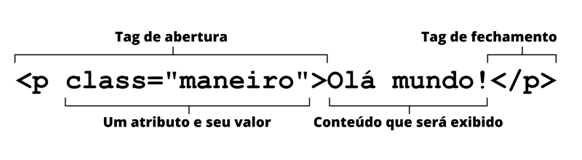 Tag de abertura
Tag de fechamento
<p class="maneiro">Olá mundo!</p>
Um atributo e seu valor
Conteúdo que será exibido